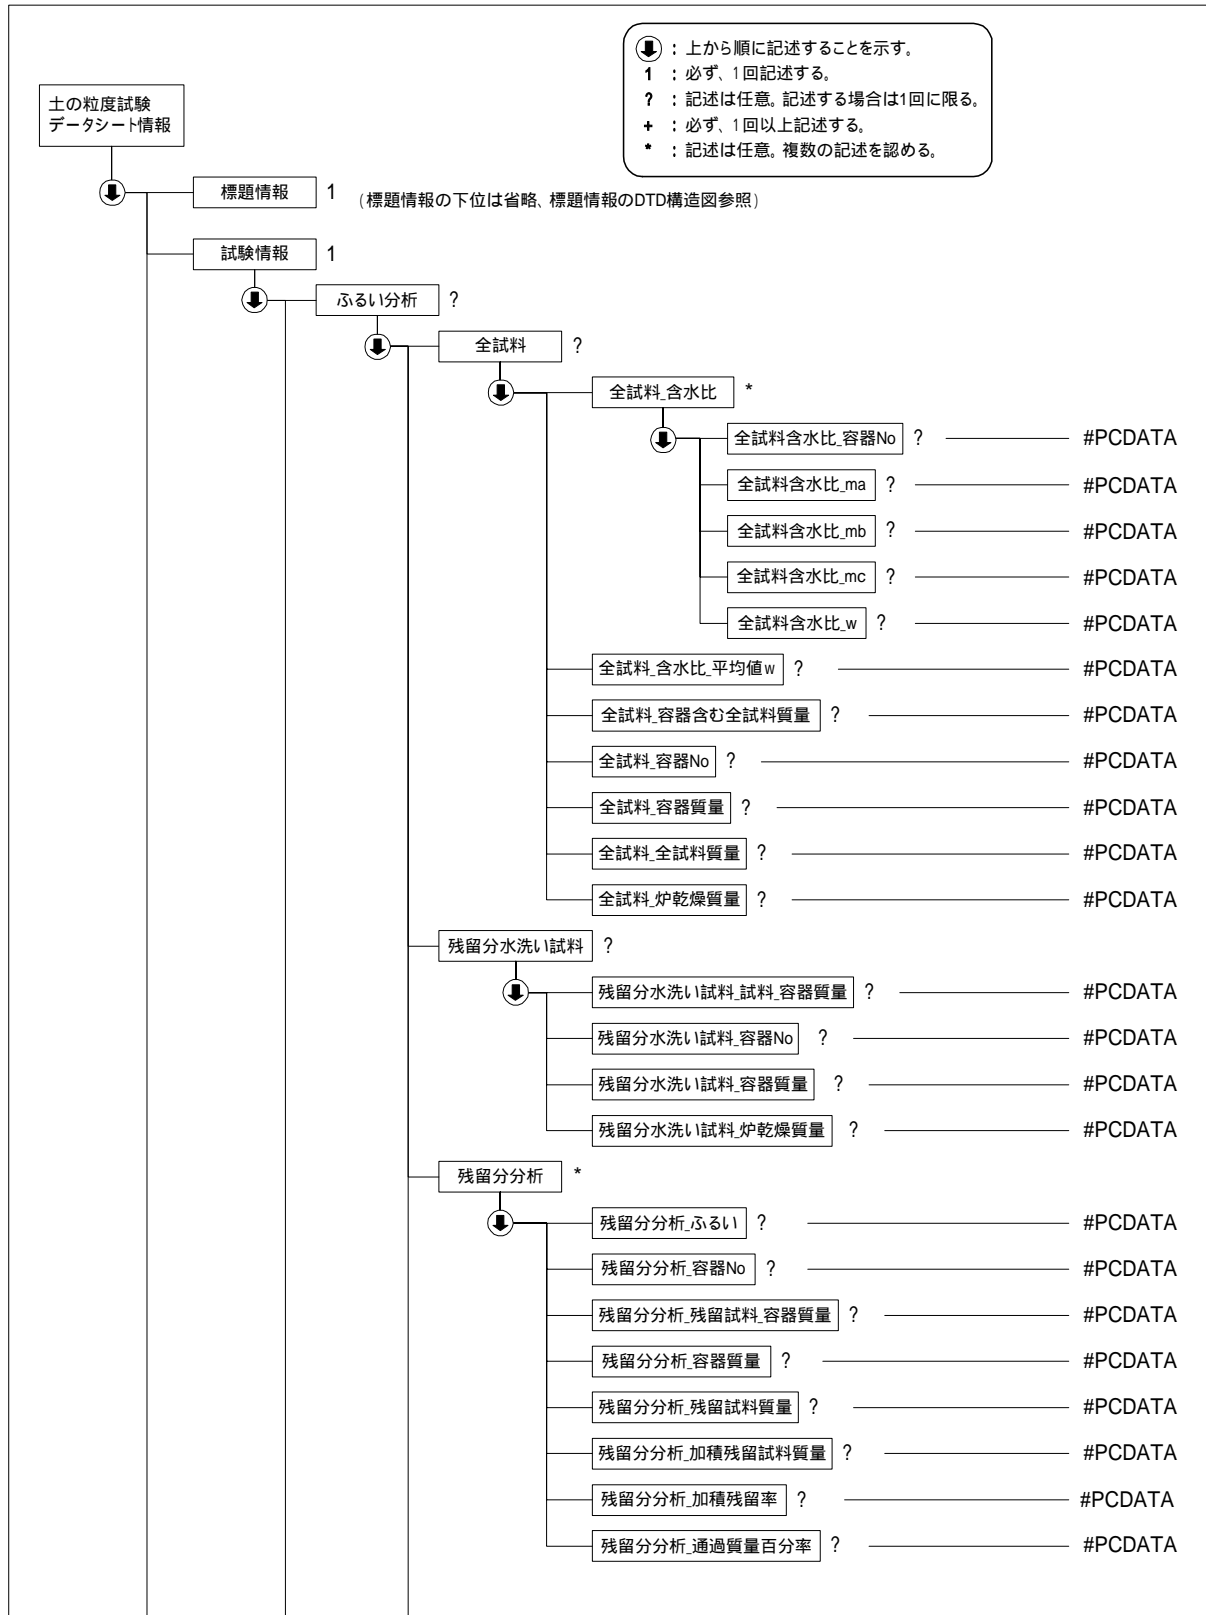 ：上から順に記述することを示す。
1 ：必ず、1回記述する。
? ：記述は任意。記述する場合は1回に限る。
+ ：必ず、1回以上記述する。
* ：記述は任意。複数の記述を認める。
土の粒度試験
データシート情報
標題情報 1 （標題情報の下位は省略、標題情報のDTD構造図参照）
試験情報 1
ふるい分析 ?
全試料 ?
全試料_含水比 *
全試料含水比_容器No ? #PCDATA
全試料含水比_ma ? #PCDATA
全試料含水比_mb ? #PCDATA
全試料含水比_mc ? #PCDATA
全試料含水比_w ? #PCDATA
全試料_含水比_平均値w ? #PCDATA
全試料_容器含む全試料質量 ? #PCDATA
全試料_容器No ? #PCDATA
全試料_容器質量 ? #PCDATA
全試料_全試料質量 ? #PCDATA
全試料_炉乾燥質量 ? #PCDATA
残留分水洗い試料 ?
残留分水洗い試料_試料_容器質量 ? #PCDATA
残留分水洗い試料_容器No ? #PCDATA
残留分水洗い試料_容器質量 ? #PCDATA
残留分水洗い試料_炉乾燥質量 ? #PCDATA
残留分分析 *
残留分分析_ふるい ? #PCDATA
残留分分析_容器No ? #PCDATA
残留分分析_残留試料_容器質量 ? #PCDATA
残留分分析_容器質量 ? #PCDATA
残留分分析_残留試料質量 ? #PCDATA
残留分分析_加積残留試料質量 ? #PCDATA
残留分分析_加積残留率 ? #PCDATA
残留分分析_通過質量百分率 ? #PCDATA